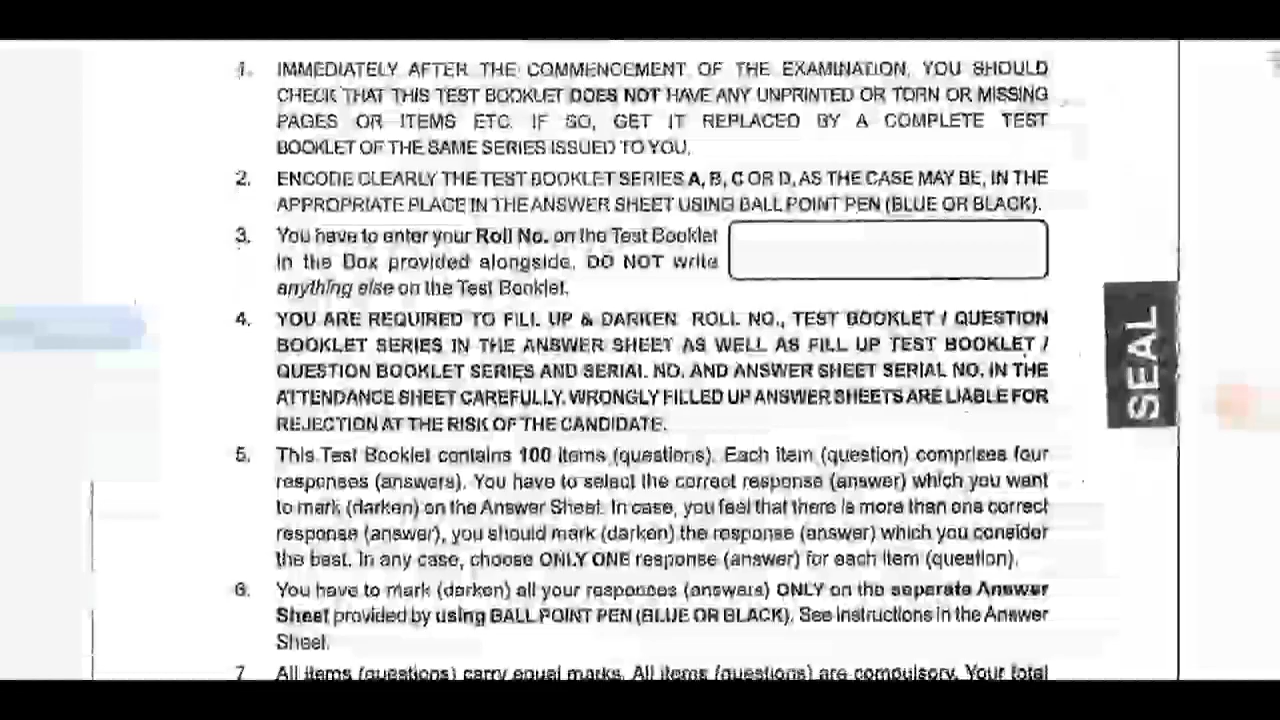 1. IMMEDIATELY AFTER THE COMMENCEMENT OF THE EXAMINATION, YOU SHOULD
CHECK THAT THIS TEST BOOKLET DOES NOT HAVE ANY UNPRINTED OR TORN OR MISSING
PAGES OR ITEMS ETC. IF SO, GET IT REPLACED BY A COMPLETE TEST
BOOKLET OF THE SAME SERIES ISSUED TO YOU.
2. ENCODE CLEARLY THE TEST BOOKLET SERIES A, B, C OR D, AS THE CASE MAY BE, IN THE
APPROPRIATE PLACE IN THE ANSWER SHEET USING BALL POINT PEN (BLUE OR BLACK).
3. You have to enter your Roll No. on the Test Booklet
in the Box provided alongside. DO NOT write
anything else on the Test Booklet.
4. YOU ARE REQUIRED TO FILL UP & DARKEN ROLL NO., TEST BOOKLET / QUESTION
BOOKLET SERIES IN THE ANSWER SHEET AS WELL AS FILL UP TEST BOOKLET /
QUESTION BOOKLET SERIES AND SERIAL NO. AND ANSWER SHEET SERIAL NO. IN THE
ATTENDANCE SHEET CAREFULLY. WRONGLY FILLED UP ANSWER SHEETS ARE LIABLE FOR
REJECTION AT THE RISK OF THE CANDIDATE.
5. This Test Booklet contains 100 items (questions). Each item (question) comprises four
responses (answers). You have to select the correct response (answer) which you want
to mark (darken) on the Answer Sheet. In case, you feel that there is more than one correct
response (answer), you should mark (darken) the response (answer) which you consider
the best. In any case, choose ONLY ONE response (answer) for each item (question).
6. You have to mark (darken) all your responses (answers) ONLY on the separate Answer
Sheet provided by using BALL POINT PEN (BLUE OR BLACK). See instructions in the Answer
Sheet.
7 All items (questions) carry equal marks. All items (questions) are compulsory. Your total
SEAL